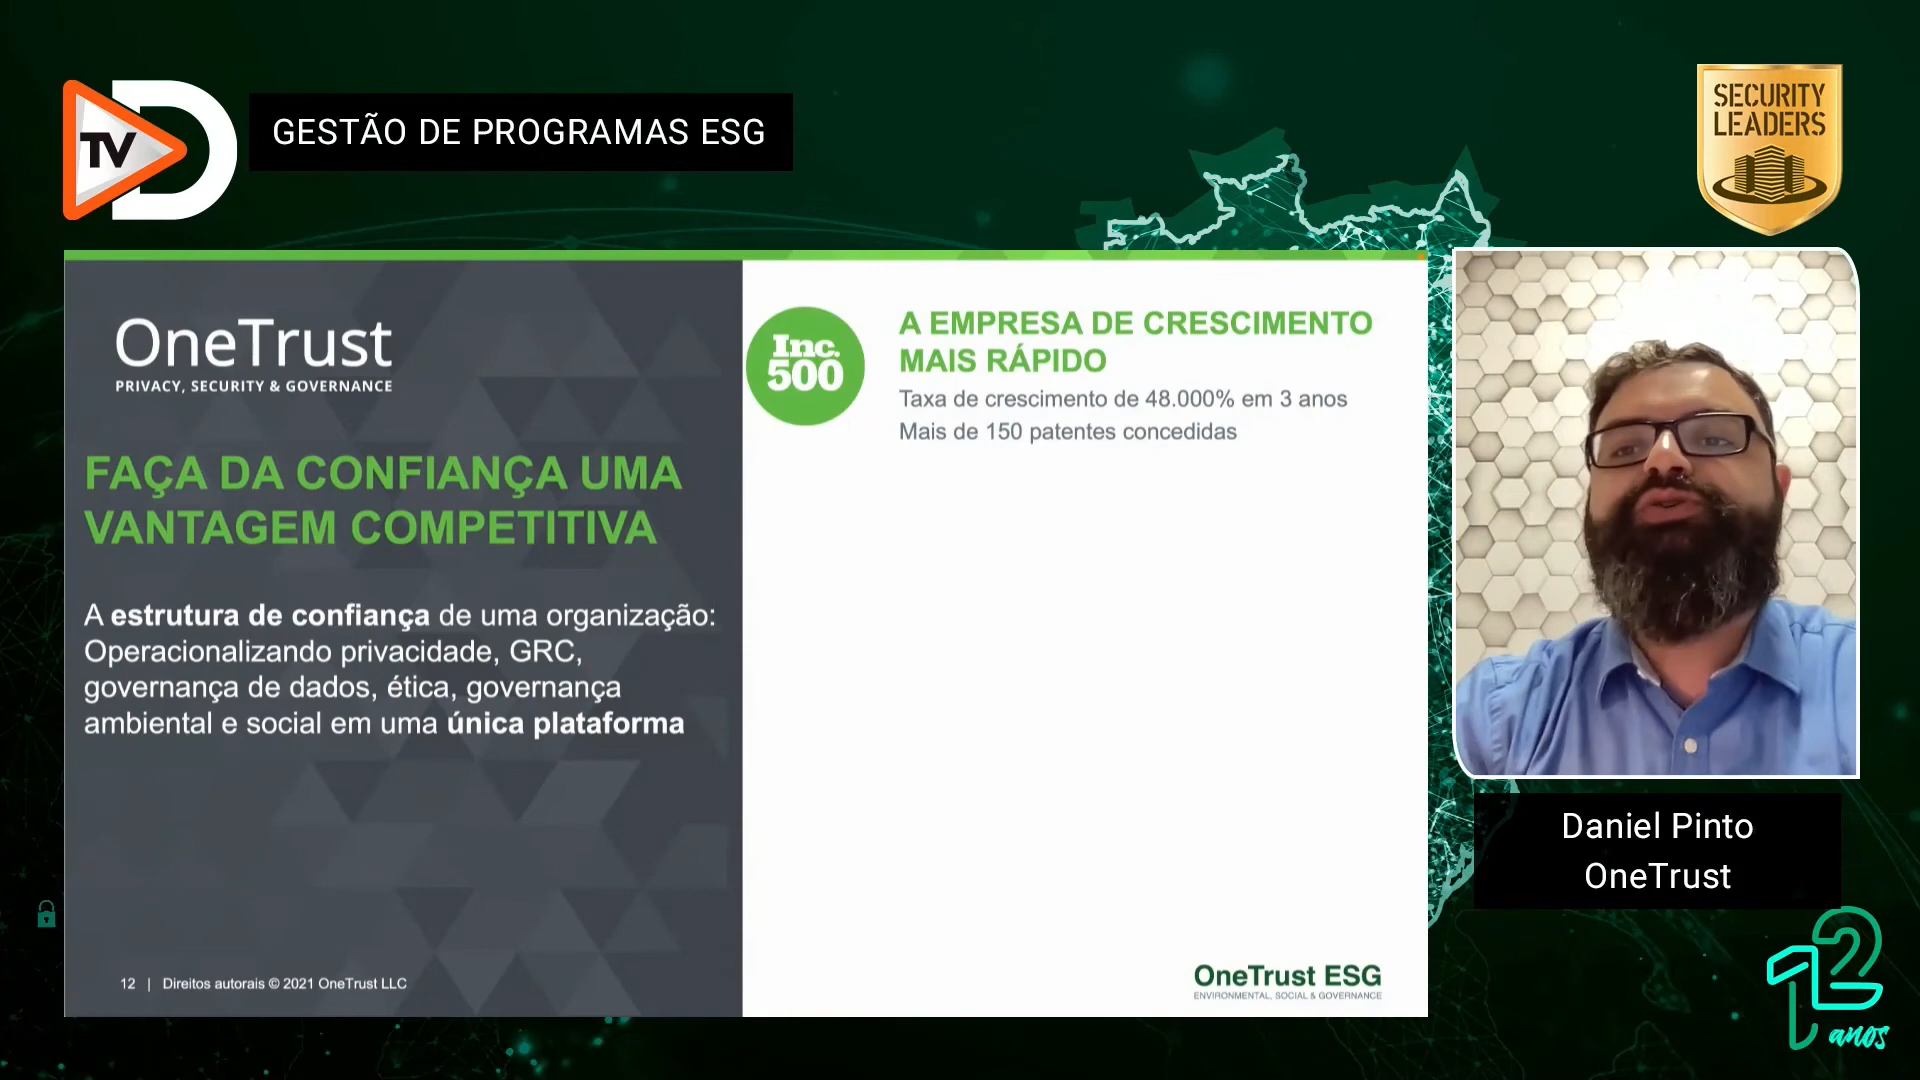 TVD
GESTÃO DE PROGRAMAS ESG
SECURITY
LEADERS
OneTrust
PRIVACY, SECURITY & GOVERNANCE
FAÇA DA CONFIANÇA UMA
VANTAGEM COMPETITIVA
A estrutura de confiança de uma organização:
Operacionalizando privacidade, GRC,
governança de dados, ética, governança
ambiental e social em uma única plataforma
12 | Direitos autorais © 2021 OneTrust LLC
Inc.
500
A EMPRESA DE CRESCIMENTO
MAIS RÁPIDO
Taxa de crescimento de 48.000% em 3 anos
Mais de 150 patentes concedidas
OneTrust ESG
ENVIRONMENTAL, SOCIAL & GOVERNANCE
Daniel Pinto
OneTrust
12
anos